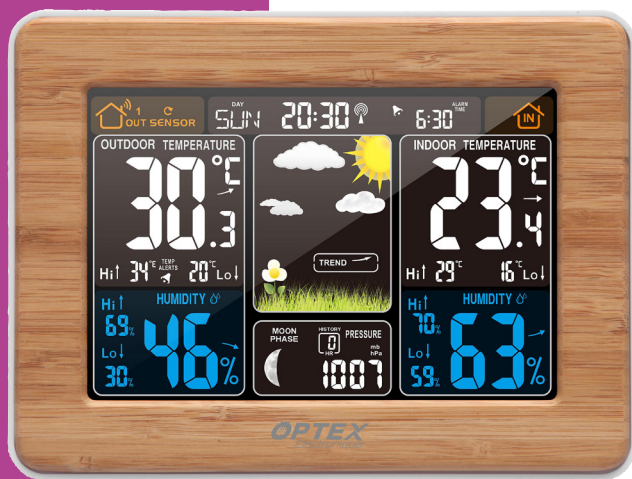 1
OUT SENSOR
DAY
SUN
20:30
6:30
ALARM
TIME
IN
OUTDOOR TEMPERATURE
30.3 °C
Hi 34°C
TEMP
ALERTS
20°C Lo
HUMIDITY
Hi
69%
Lo
30%
46%
TREND
MOON
PHASE
HISTORY
0
HR
PRESSURE
mb
hPa
1007
INDOOR TEMPERATURE
23.4 °C
Hi 29°C
16°C Lo
HUMIDITY
Hi
70%
Lo
59%
63%
OPTEX